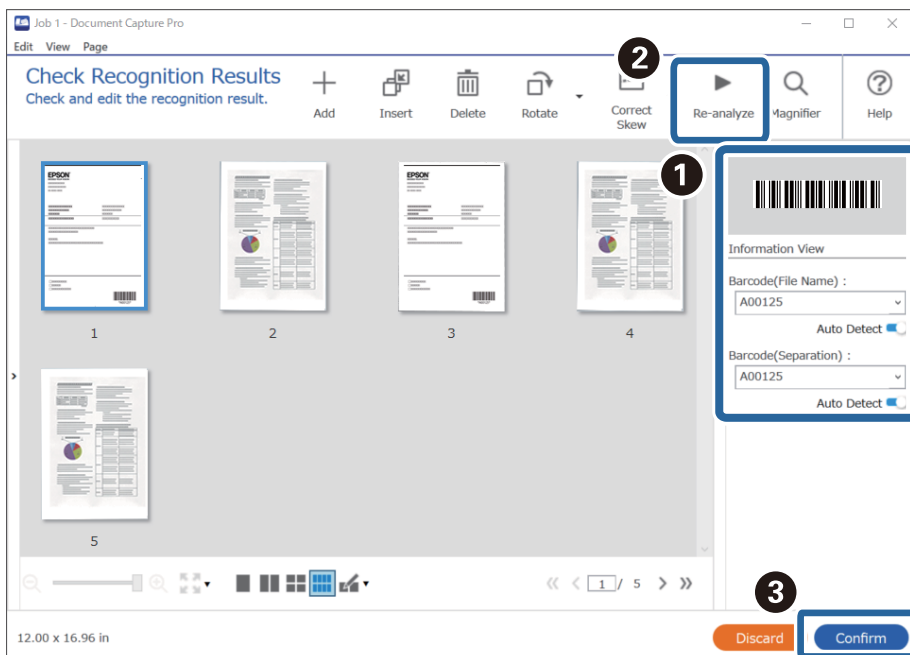 Job 1 - Document Capture Pro
Edit View Page
Check Recognition Results
Check and edit the recognition result.
Add
Insert
Delete
Rotate
Correct
Skew
Re-analyze
Magnifier
Help
2
1
EPSON
EPSON
1
2
3
4
5
Information View
Barcode(File Name) :
A00125
Auto Detect
Barcode(Separation) :
A00125
Auto Detect
1 / 5
3
12.00 x 16.96 in
Discard
Confirm